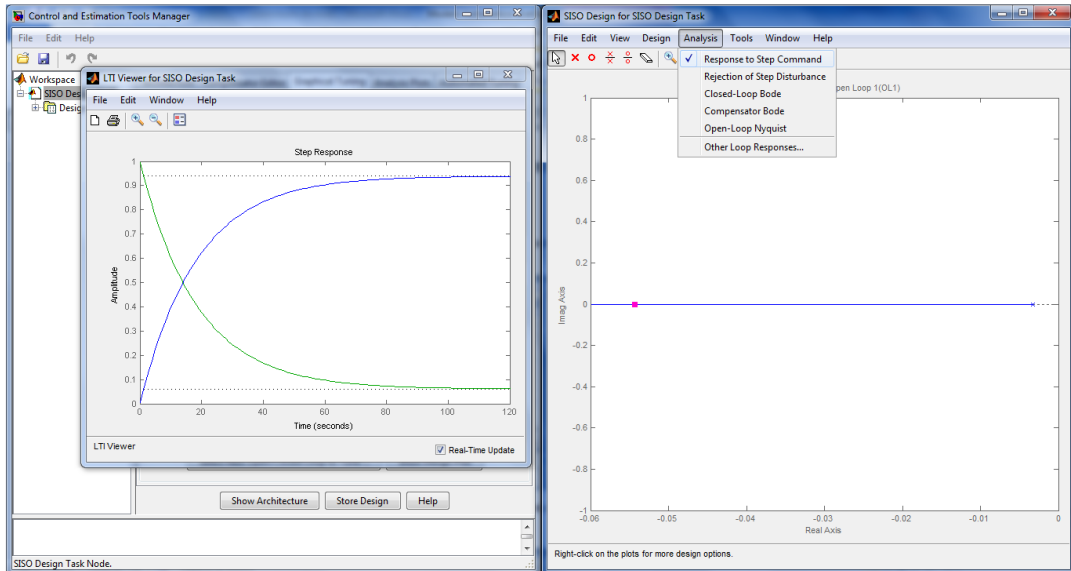 Control and Estimation Tools Manager
File Edit Help
Workspace
SISO Des
Desig
LTI Viewer for SISO Design Task
File Edit Window Help
Step Response
Amplitude
1
0.9
0.8
0.7
0.6
0.5
0.4
0.3
0.2
0.1
0
0 20 40 60 80 100 120
Time (seconds)
LTI Viewer
Real-Time Update
Show Architecture Store Design Help
SISO Design Task Node.
SISO Design for SISO Design Task
File Edit View Design Analysis Tools Window Help
Response to Step Command
Rejection of Step Disturbance
Closed-Loop Bode
Compensator Bode
Open-Loop Nyquist
Other Loop Responses...
pen Loop 1(OL1)
Imag Axis
1
0.8
0.6
0.4
0.2
0
-0.2
-0.4
-0.6
-0.8
-1
-0.06 -0.05 -0.04 -0.03 -0.02 -0.01 0
Real Axis
Right-click on the plots for more design options.